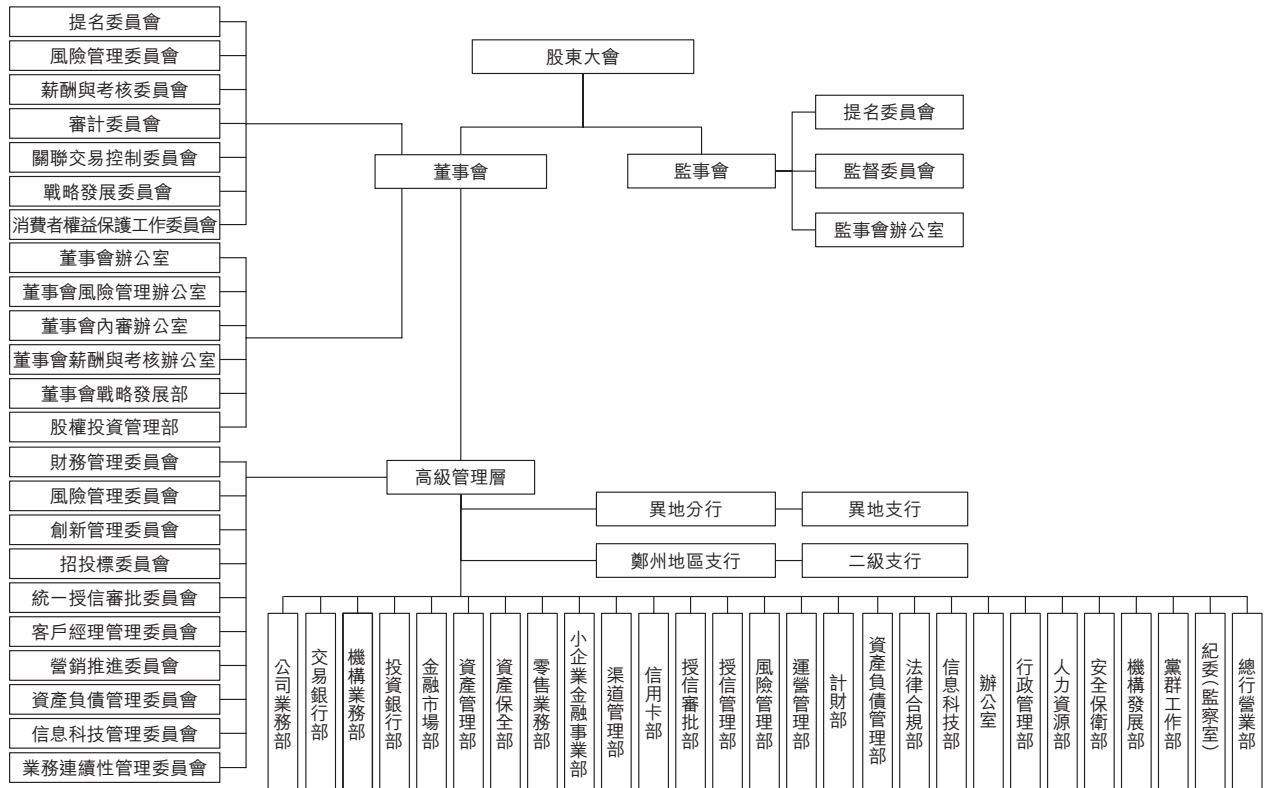 提名委員會
風險管理委員會
薪酬與考核委員會
審計委員會
關聯交易控制委員會
戰略發展委員會
消費者權益保護工作委員會
董事會辦公室
董事會風險管理辦公室
董事會內審辦公室
董事會薪酬與考核辦公室
董事會戰略發展部
股權投資管理部
財務管理委員會
風險管理委員會
創新管理委員會
招投標委員會
統一授信審批委員會
客戶經理管理委員會
營銷推進委員會
資產負債管理委員會
信息科技管理委員會
業務連續性管理委員會
股東大會
董事會
監事會
提名委員會
監督委員會
監事會辦公室
高級管理層
異地分行
異地支行
鄭州地區支行
二級支行
公司業務部
交易銀行部
機構業務部
投資銀行部
金融市場部
資產管理部
資產保全部
零售業務部
小企業金融事業部
渠道管理部
信用卡部
授信審批部
授信管理部
風險管理部
運營管理部
計財部
資產負債管理部
法律合規部
信息科技部
辦公室
行政管理部
人力資源部
安全保衛部
機構發展部
黨群工作部
紀委（監察室）
總行營業部